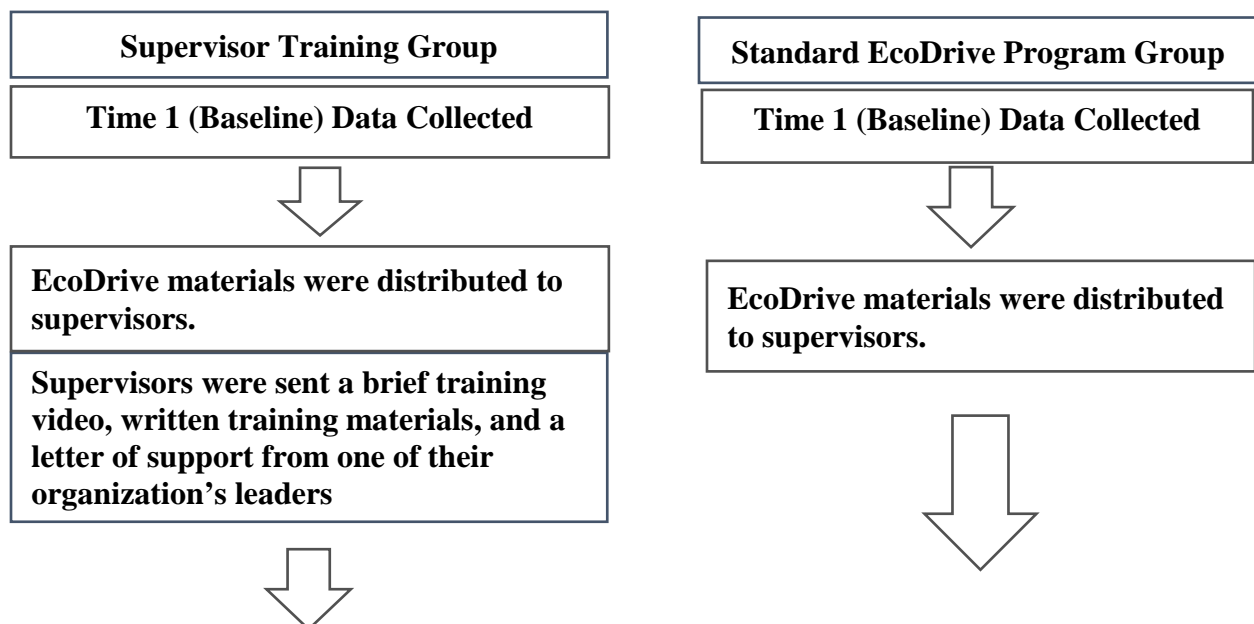 Supervisor Training Group
Time 1 (Baseline) Data Collected
EcoDrive materials were distributed to
supervisors.
Supervisors were sent a brief training
video, written training materials, and a
letter of support from one of their
organization’s leaders
Standard EcoDrive Program Group
Time 1 (Baseline) Data Collected
EcoDrive materials were distributed
to supervisors.